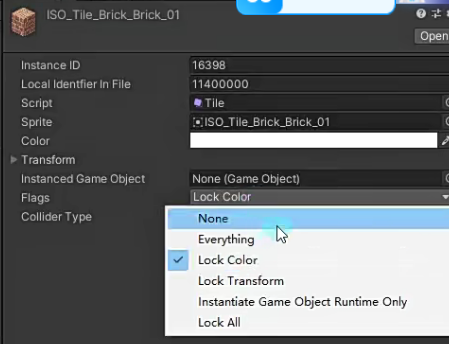 ISO_Tile_Brick_Brick_01
Open
Instance ID 16398
Local Identfier In File 11400000
Script Tile
Sprite ISO_Tile_Brick_Brick_01
Color
Transform
Instanced Game Object None (Game Object)
Flags Lock Color
Collider Type
None
Everything
Lock Color
Lock Transform
Instantiate Game Object Runtime Only
Lock All